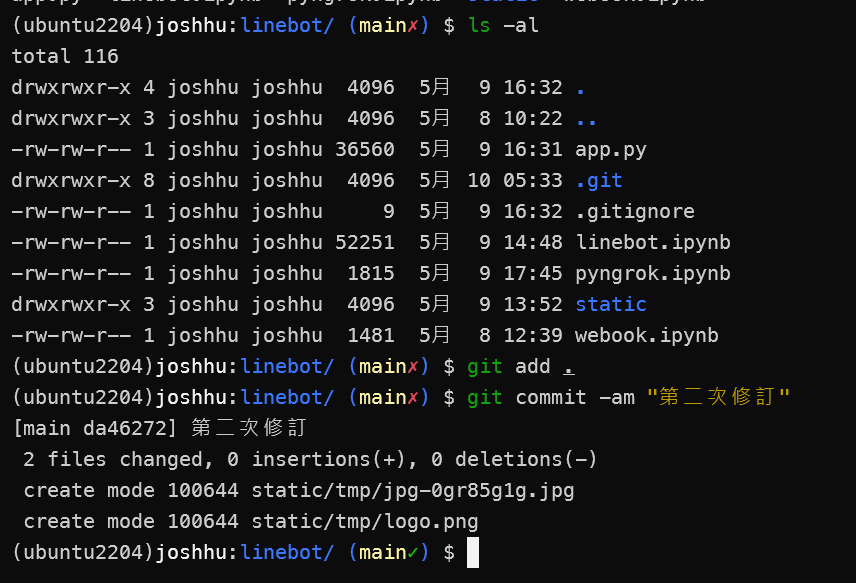 (ubuntu2204)joshhu:linebot/ (main✗) $ ls -al
total 116
drwxrwxr-x 4 joshhu joshhu  4096  5月  9 16:32 .
drwxrwxr-x 3 joshhu joshhu  4096  5月  8 10:22 ..
-rw-rw-r-- 1 joshhu joshhu 36560  5月  9 16:31 app.py
drwxrwxr-x 8 joshhu joshhu  4096  5月 10 05:33 .git
-rw-rw-r-- 1 joshhu joshhu     9  5月  9 16:32 .gitignore
-rw-rw-r-- 1 joshhu joshhu 52251  5月  9 14:48 linebot.ipynb
-rw-rw-r-- 1 joshhu joshhu  1815  5月  9 17:45 pyngrok.ipynb
drwxrwxr-x 3 joshhu joshhu  4096  5月  9 13:52 static
-rw-rw-r-- 1 joshhu joshhu  1481  5月  8 12:39 webook.ipynb
(ubuntu2204)joshhu:linebot/ (main✗) $ git add .
(ubuntu2204)joshhu:linebot/ (main✗) $ git commit -am "第二次修訂"
[main da46272] 第二次修訂
 2 files changed, 0 insertions(+), 0 deletions(-)
 create mode 100644 static/tmp/jpg-0gr85g1g.jpg
 create mode 100644 static/tmp/logo.png
(ubuntu2204)joshhu:linebot/ (main✓) $